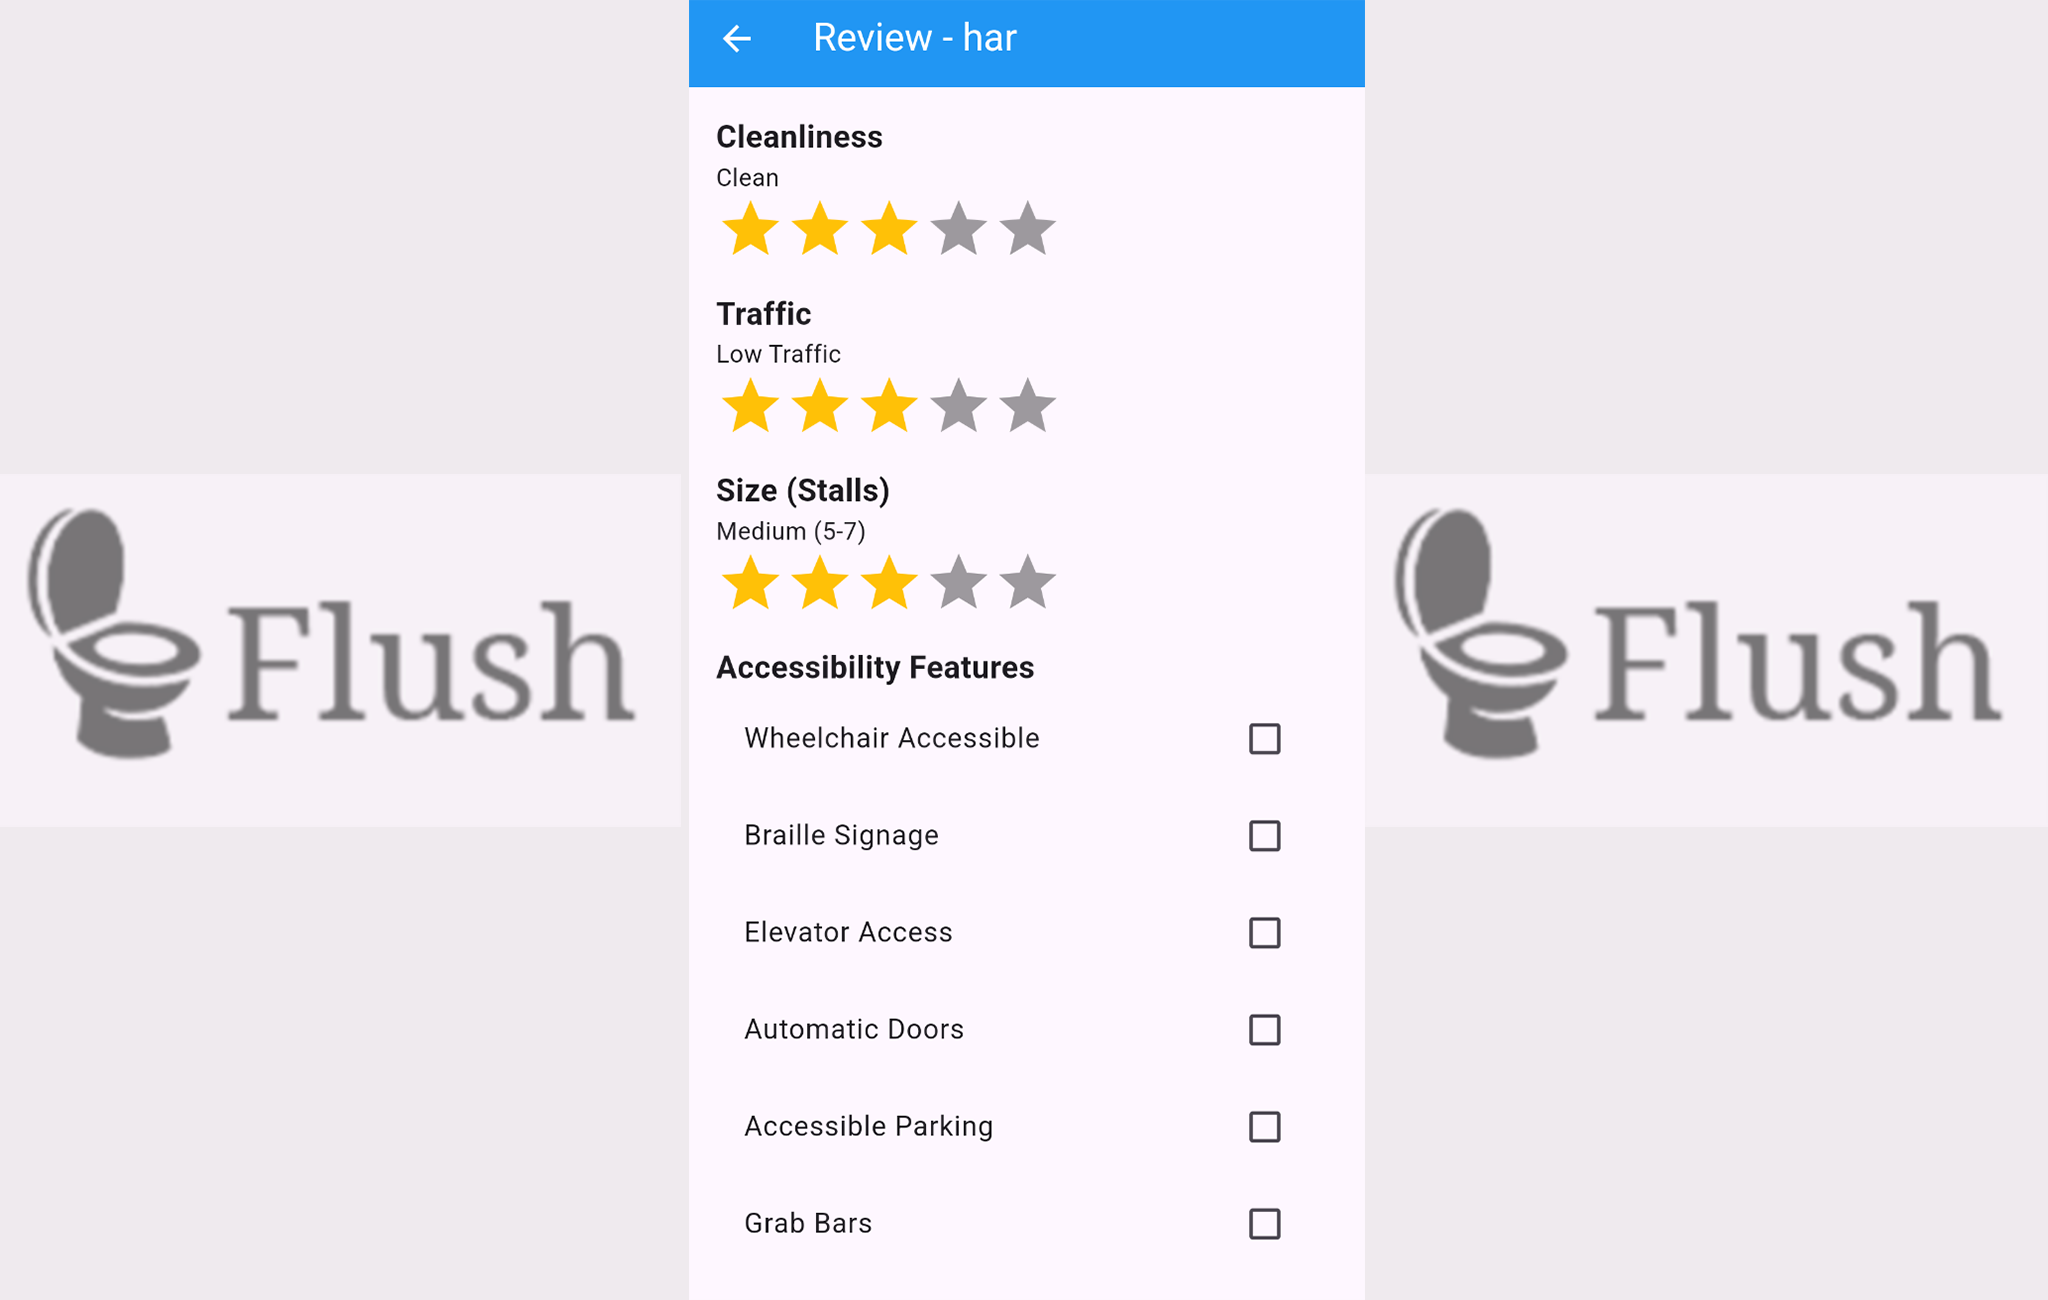 Review - har
Cleanliness
Clean
Traffic
Low Traffic
Size (Stalls)
Medium (5-7)
Accessibility Features
Wheelchair Accessible
Braille Signage
Elevator Access
Automatic Doors
Accessible Parking
Grab Bars
Flush
Flush